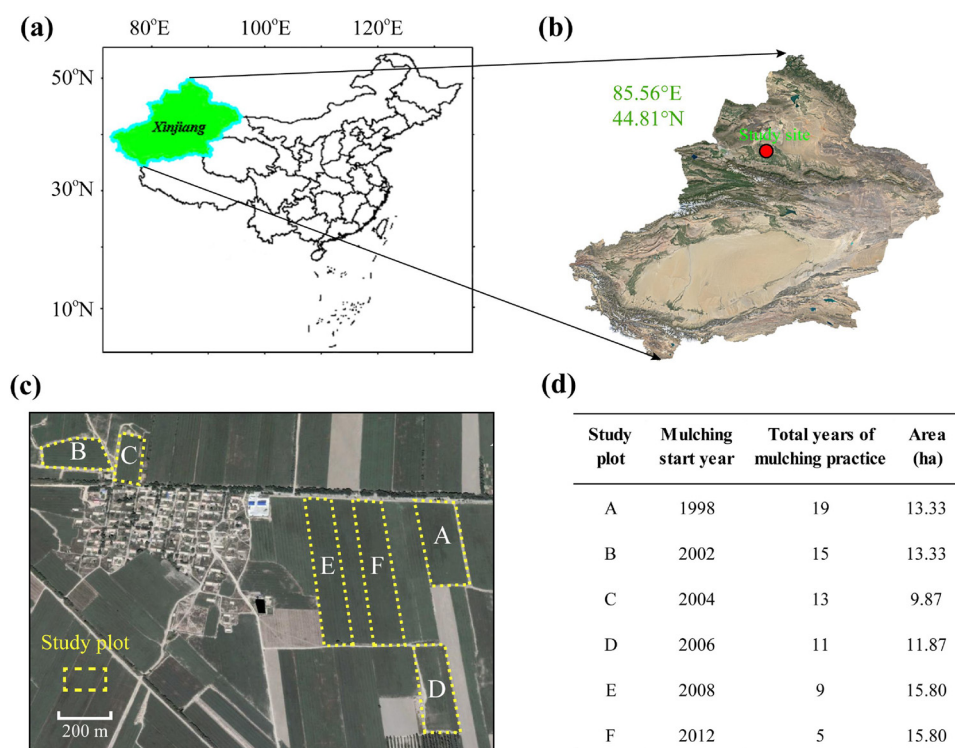 (a)
80°E 100°E 120°E
50°N
30°N
10°N
Xinjiang
(b)
85.56°E
44.81°N
Study site
(c)
B
C
A
E
F
D
Study plot
200 m
(d)
Study plot Mulching start year Total years of mulching practice Area (ha)
A 1998 19 13.33
B 2002 15 13.33
C 2004 13 9.87
D 2006 11 11.87
E 2008 9 15.80
F 2012 5 15.80